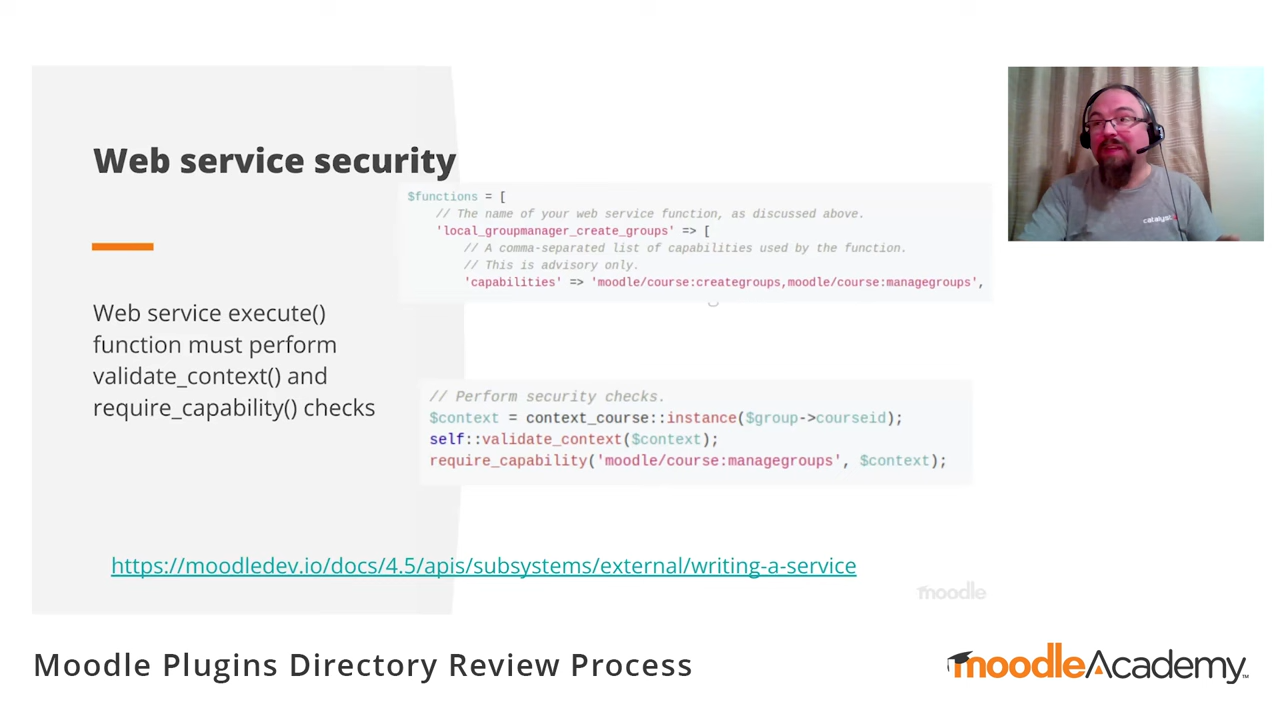 Web service security
$functions = [
// The name of your web service function, as discussed above.
'local_groupmanager_create_groups' => [
// A comma-separated list of capabilities used by the function.
// This is advisory only.
'capabilities' => 'moodle/course:creategroups,moodle/course:managegroups',
Web service execute()
function must perform
validate_context() and
require_capability() checks
// Perform security checks.
$context = context_course::instance($group->courseid);
self::validate_context($context);
require_capability('moodle/course:managegroups', $context);
https://moodledev.io/docs/4.5/apis/subsystems/external/writing-a-service
moodle
catalyst
Moodle Plugins Directory Review Process
moodleAcademy™